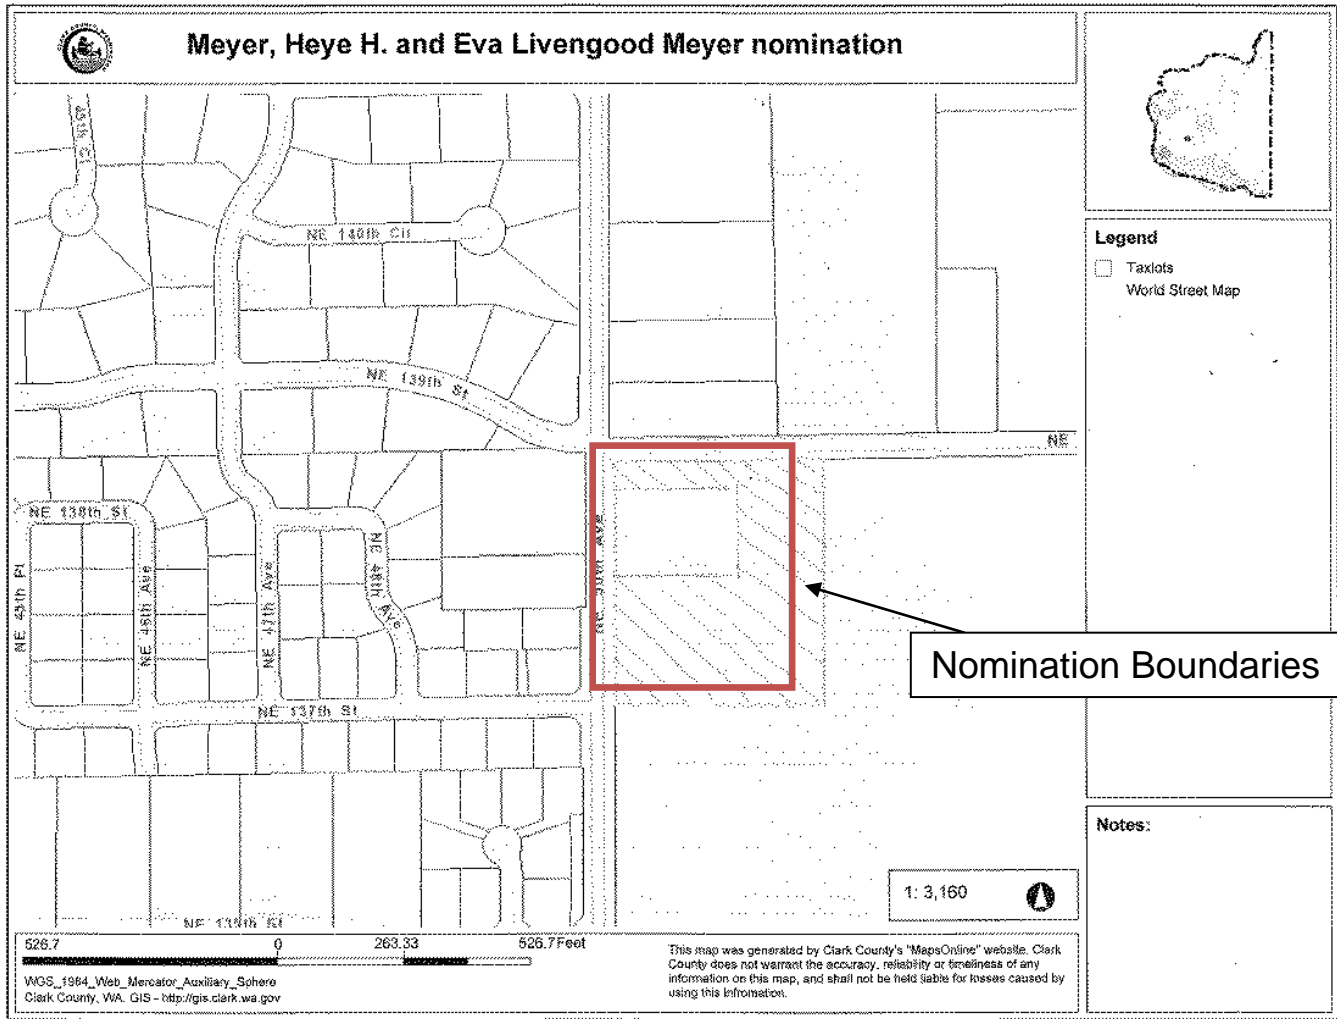 Meyer, Heye H. and Eva Livengood Meyer nomination
NE 140th Cir
NE 139th St
NE
NE 138th St
NE 45th Pl
NE 46th Ave
NE 47th Ave
NE 48th Ave
NE 50th Ave
NE 137th St
Nomination Boundaries
Legend
Taxlots
World Street Map
Notes:
1: 3,160
526.7
0
263.33
526.7 Feet
WGS_1984_Web_Mercator_Auxiliary_Sphere
Clark County, WA. GIS - http://gis.clark.wa.gov
This map was generated by Clark County's "MapsOnline" website. Clark
County does not warrant the accuracy, reliability or timeliness of any
information on this map, and shall not be held liable for losses caused by
using this infromation.